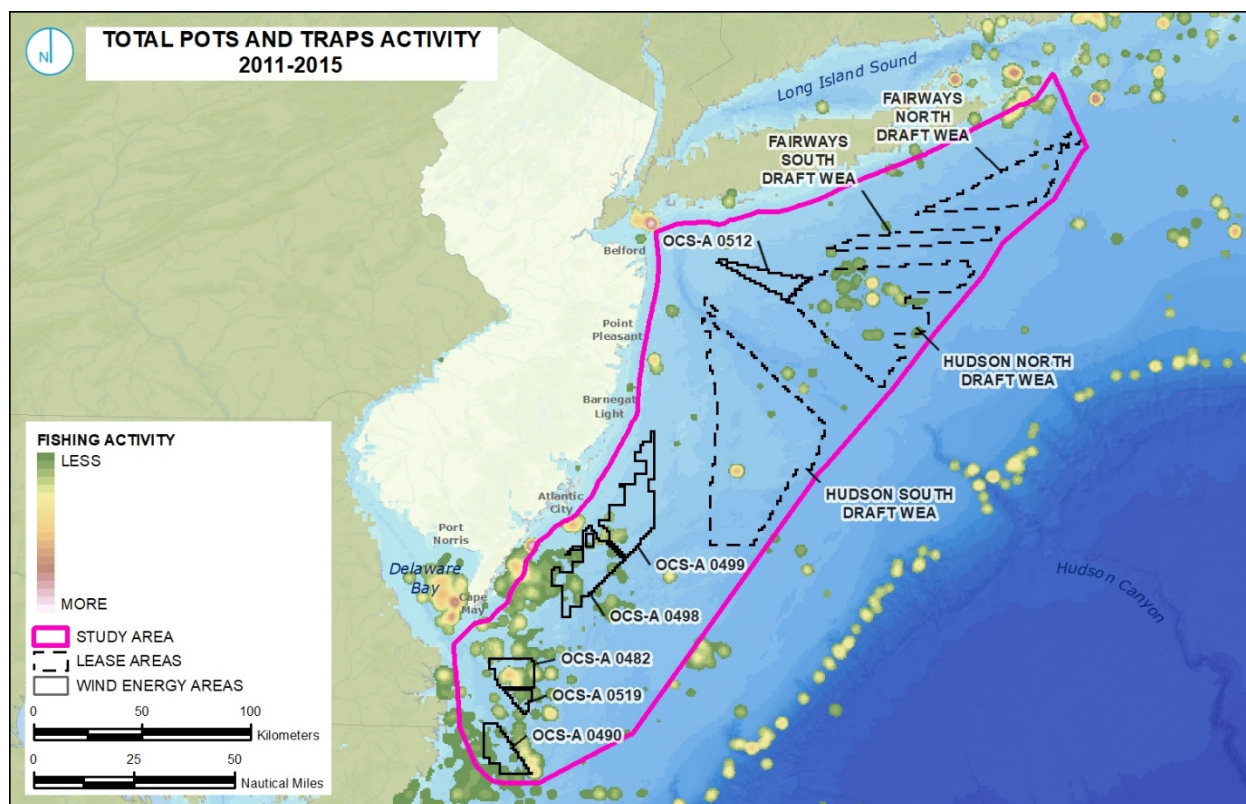 N
TOTAL POTS AND TRAPS ACTIVITY
2011-2015
Long Island Sound
FAIRWAYS
NORTH
DRAFT WEA
FAIRWAYS
SOUTH
DRAFT WEA
OCS-A 0512
Belford
Point
Pleasant
HUDSON NORTH
DRAFT WEA
Barnegat
Light
HUDSON SOUTH
DRAFT WEA
Atlantic
City
Port
Norris
OCS-A 0499
Delaware
Bay
Cape
May
Hudson Canyon
OCS-A 0498
OCS-A 0482
OCS-A 0519
OCS-A 0490
FISHING ACTIVITY
LESS
MORE
STUDY AREA
LEASE AREAS
WIND ENERGY AREAS
0 50 100
Kilometers
0 25 50
Nautical Miles